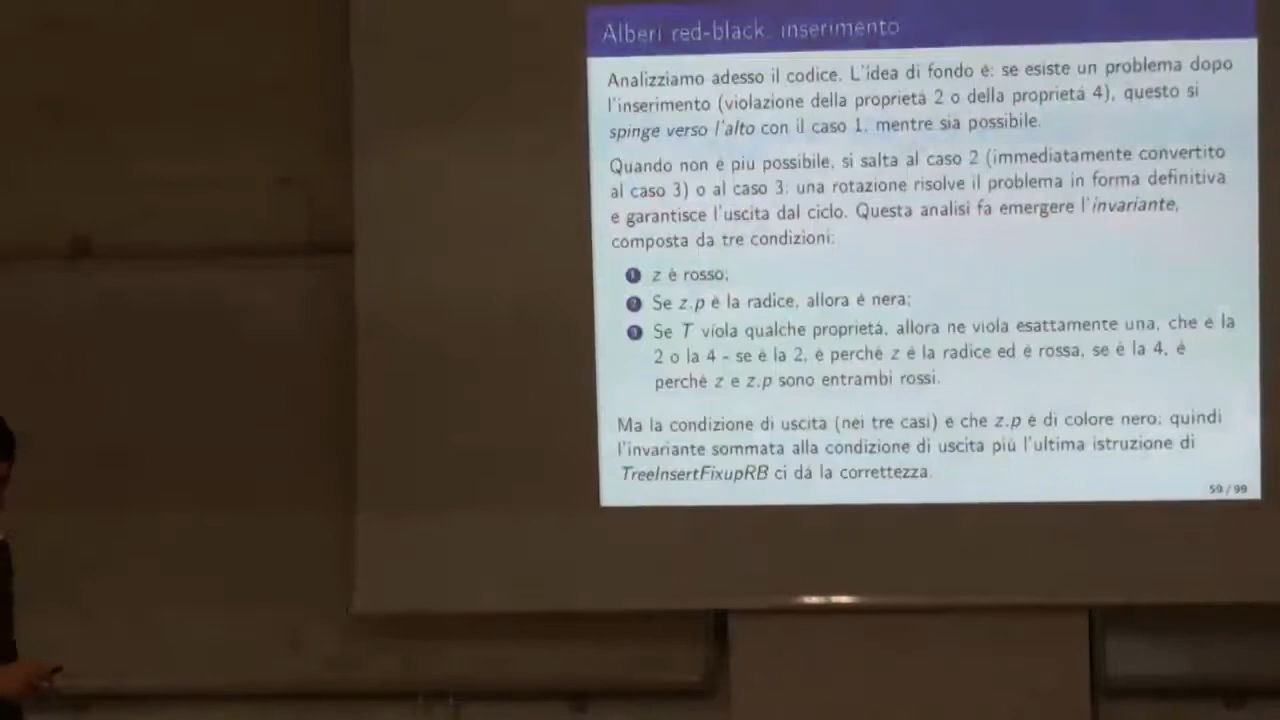 Alberi red-black: inserimento
Analizziamo adesso il codice. L'idea di fondo è: se esiste un problema dopo
l'inserimento (violazione della proprietà 2 o della proprietà 4), questo si
spinge verso l'alto con il caso 1, mentre sia possibile.
Quando non è più possibile, si salta al caso 2 (immediatamente convertito
al caso 3) o al caso 3: una rotazione risolve il problema in forma definitiva
e garantisce l'uscita dal ciclo. Questa analisi fa emergere l'invariante,
composta da tre condizioni:
1 z è rosso;
2 Se z.p è la radice, allora è nera;
3 Se T viola qualche proprietà, allora ne viola esattamente una, che è la
2 o la 4 - se è la 2, è perché z è la radice ed è rossa, se è la 4, è
perché z e z.p sono entrambi rossi.
Ma la condizione di uscita (nei tre casi) è che z.p è di colore nero: quindi
l'invariante sommata alla condizione di uscita più l'ultima istruzione di
TreeInsertFixupRB ci dà la correttezza.
59 / 99